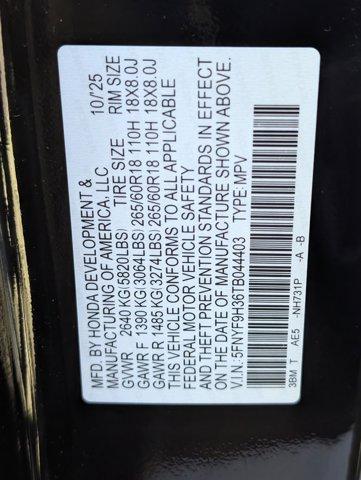 MFD. BY HONDA DEVELOPMENT & 10/25
MANUFACTURING OF AMERICA, LLC
GVWR 2640 KG(5820LBS) TIRE SIZE RIM SIZE
GAWR F 1390 KG(3064LBS) 265/60R18 110H 18X8.0J
GAWR R 1485 KG(3274LBS) 265/60R18 110H 18X8.0J
THIS VEHICLE CONFORMS TO ALL APPLICABLE
FEDERAL MOTOR VEHICLE SAFETY
AND THEFT PREVENTION STANDARDS IN EFFECT
ON THE DATE OF MANUFACTURE SHOWN ABOVE.
V.I.N.: 5FNYF9H36TB044403 TYPE: MPV
3BM T AE5 -NH731P -A -B